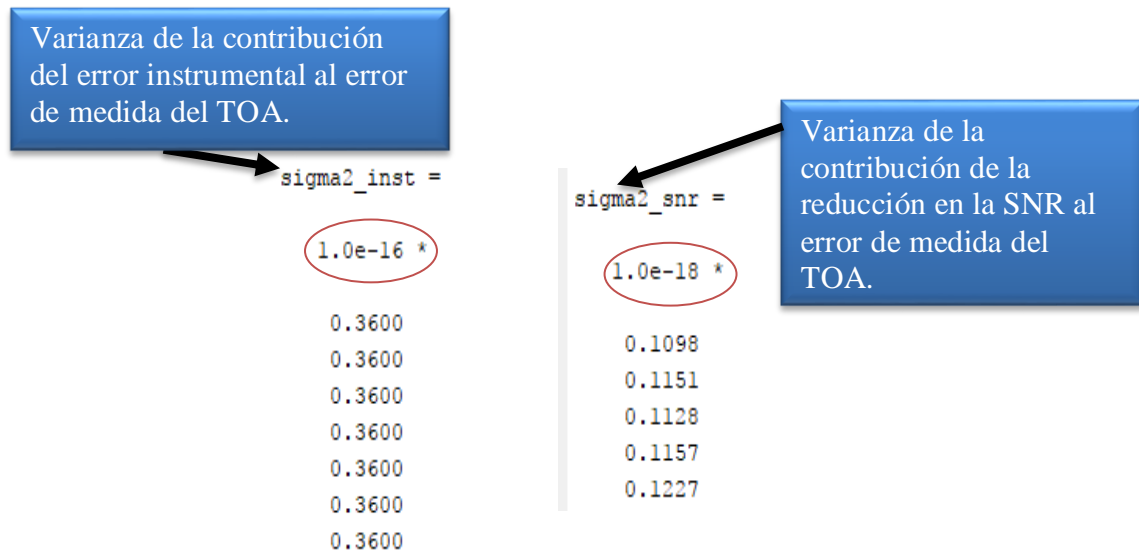 Varianza de la contribución
del error instrumental al error
de medida del TOA.
sigma2_inst =
1.0e-16 *
0.3600
0.3600
0.3600
0.3600
0.3600
0.3600
0.3600
sigma2_snr =
1.0e-18 *
0.1098
0.1151
0.1128
0.1157
0.1227
Varianza de la
contribución de la
reducción en la SNR al
error de medida del
TOA.